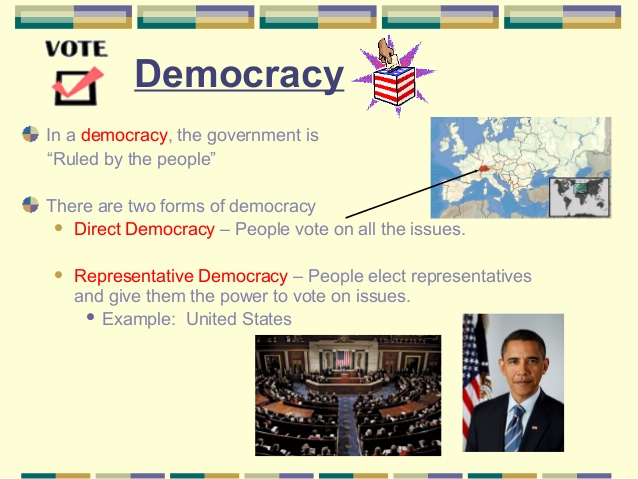 VOTE
Democracy
In a democracy, the government is
“Ruled by the people”
There are two forms of democracy
Direct Democracy – People vote on all the issues.
Representative Democracy – People elect representatives
and give them the power to vote on issues.
Example: United States